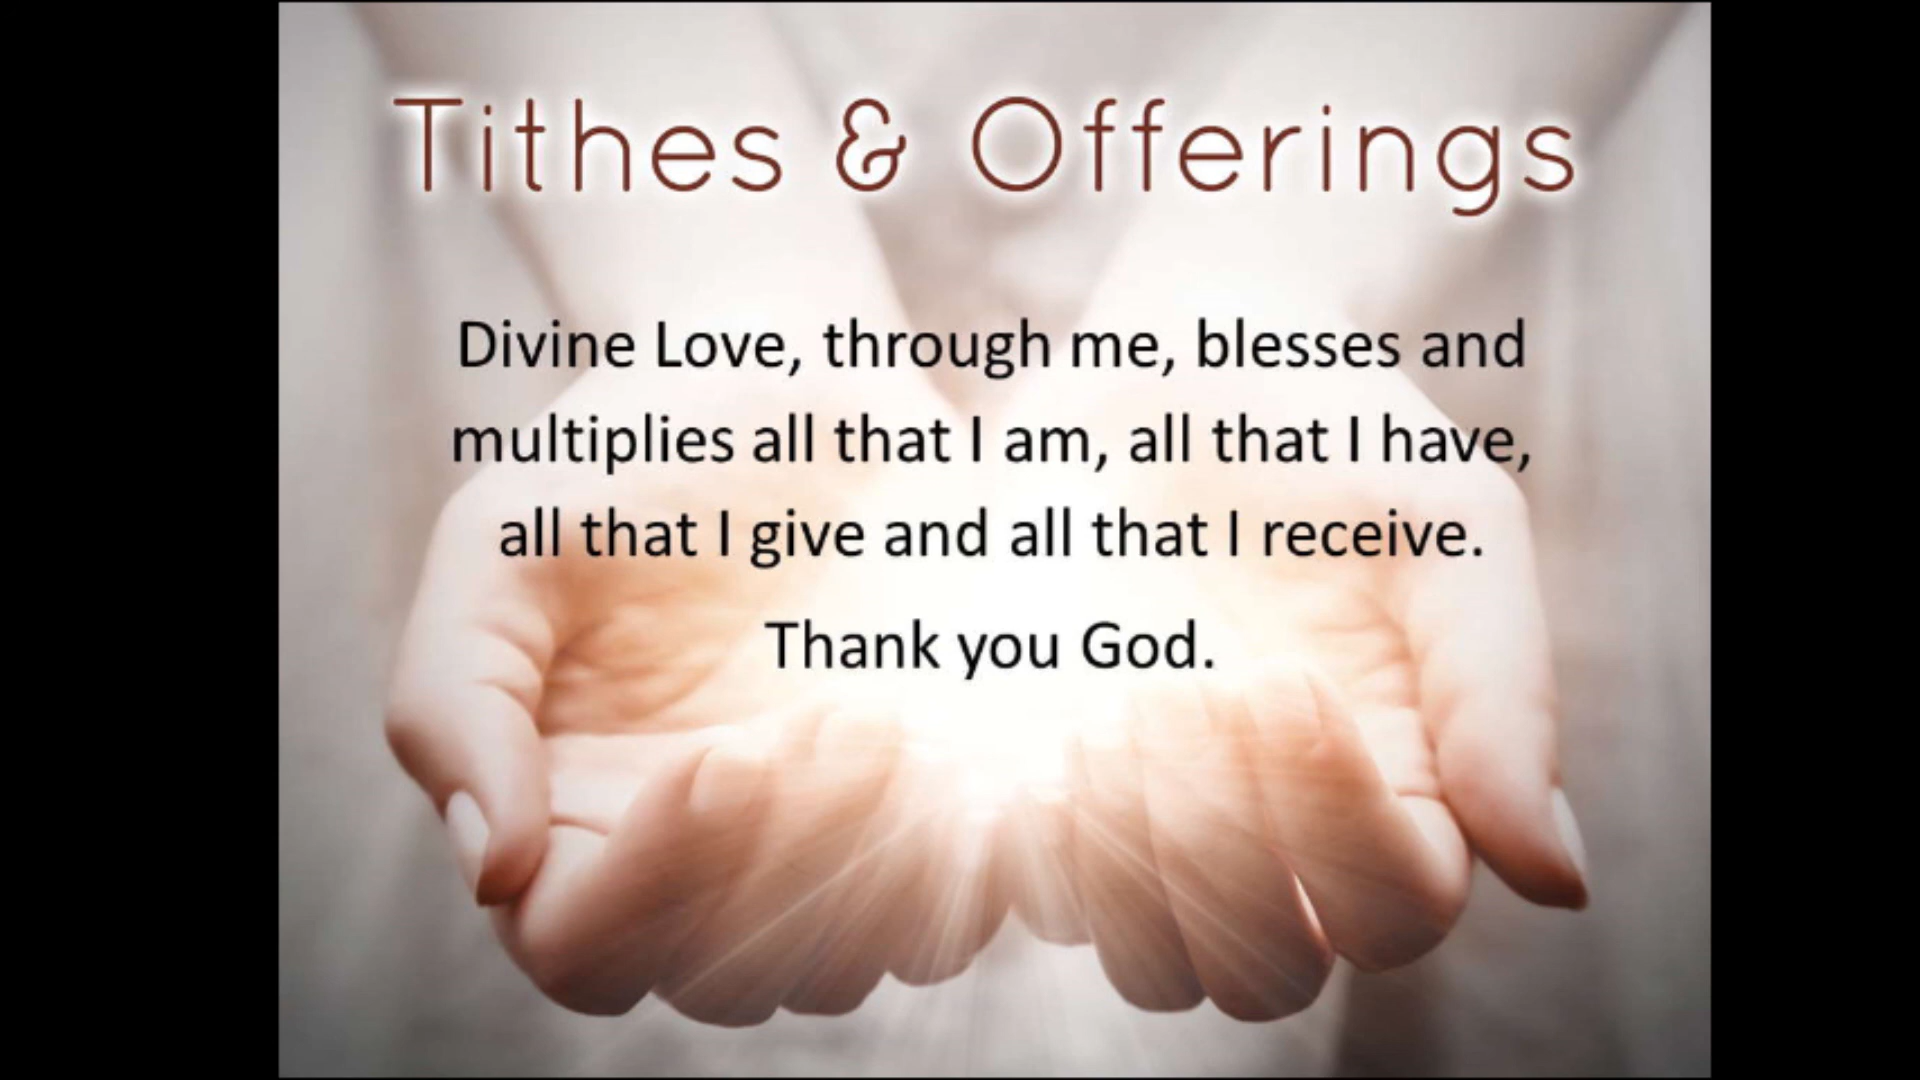 Tithes & Offerings
Divine Love, through me, blesses and
multiplies all that I am, all that I have,
all that I give and all that I receive.
Thank you God.